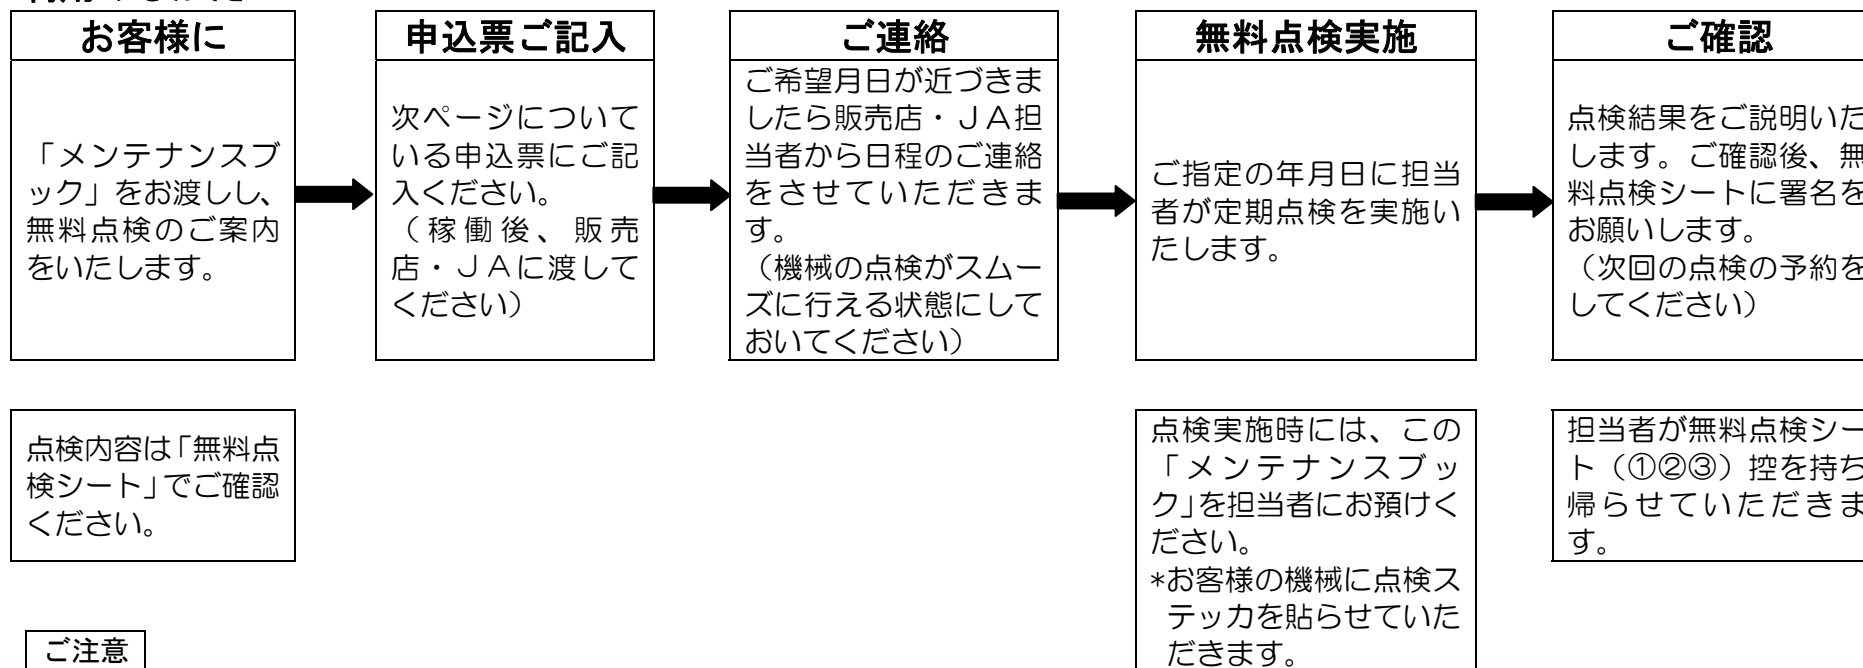 お客様に
「メンテナンスブ
ック」をお渡しし、
無料点検のご案内
をいたします。
申込票ご記入
次ページについて
いる申込票にご記
入ください。
（稼働後、販売
店・ＪＡに渡して
ください）
ご連絡
ご希望月日が近づきま
したら販売店・ＪＡ担
当者から日程のご連絡
をさせていただきま
す。
（機械の点検がスムー
ズに行える状態にして
おいてください）
無料点検実施
ご指定の年月日に担当
者が定期点検を実施い
たします。
ご確認
点検結果をご説明いた
します。ご確認後、無
料点検シートに署名を
お願いします。
（次回の点検の予約を
してください）
点検内容は「無料点
検シート」でご確認
ください。
点検実施時には、この
「メンテナンスブッ
ク」を担当者にお預けく
ださい。
*お客様の機械に点検ス
テッカを貼らせていた
だきます。
担当者が無料点検シー
ト（①②③）控を持ち
帰らせていただきま
す。
ご注意